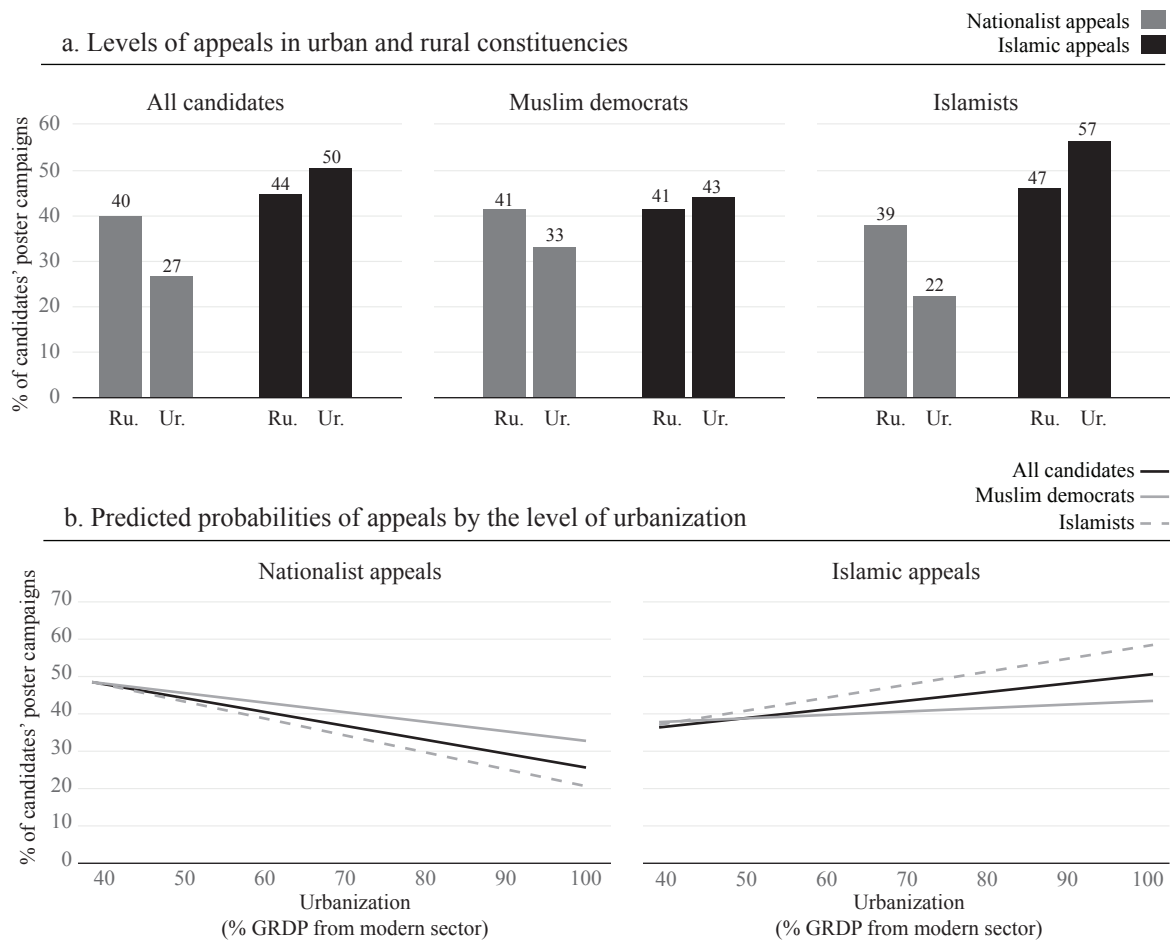 Nationalist appeals
Islamic appeals
a. Levels of appeals in urban and rural constituencies
All candidates
Muslim democrats
Islamists
% of candidates’ poster campaigns
60
50
40
30
20
10
0
40
27
44
50
41
33
41
43
39
22
47
57
Ru. Ur. Ru. Ur. Ru. Ur. Ru. Ur. Ru. Ur. Ru. Ur.
All candidates
Muslim democrats
Islamists
b. Predicted probabilities of appeals by the level of urbanization
Nationalist appeals
Islamic appeals
% of candidates’ poster campaigns
70
60
50
40
30
20
10
0
40 50 60 70 80 90 100
Urbanization
(% GRDP from modern sector)
40 50 60 70 80 90 100
Urbanization
(% GRDP from modern sector)